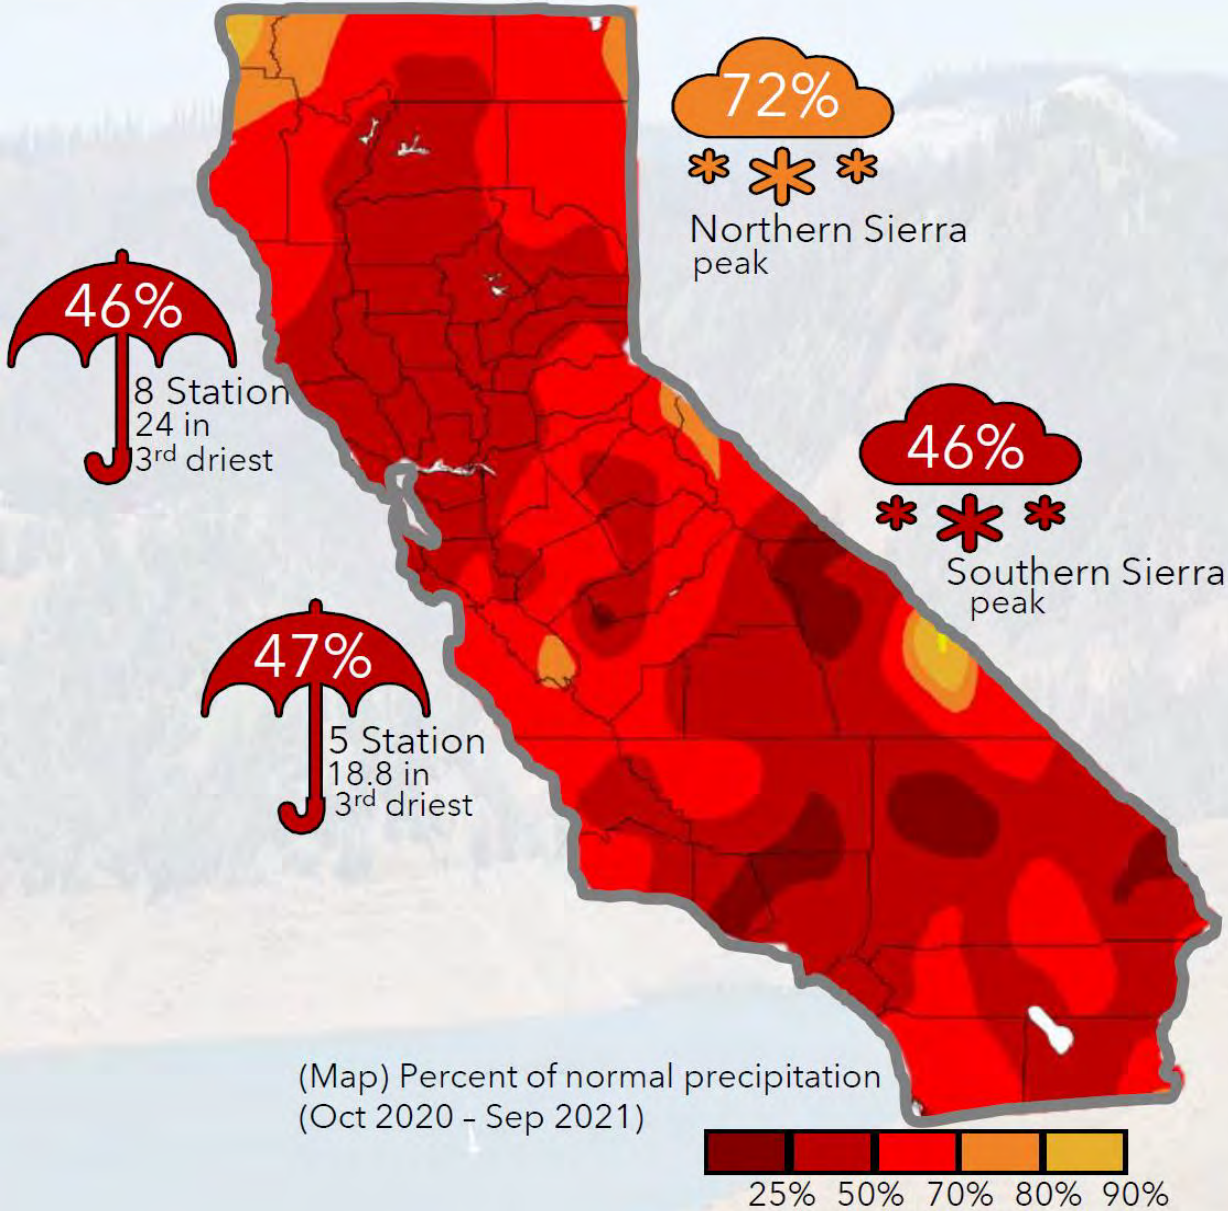 72%
Northern Sierra
peak
46%
8 Station
24 in
3rd driest
46%
Southern Sierra
peak
47%
5 Station
18.8 in
3rd driest
(Map) Percent of normal precipitation
(Oct 2020 – Sep 2021)
25% 50% 70% 80% 90%